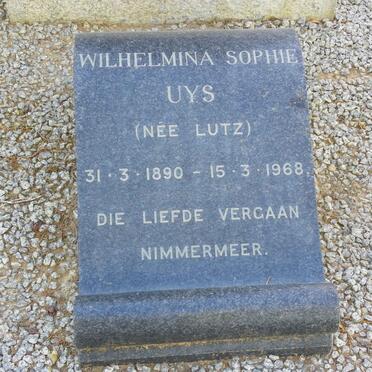 WILHELMINA SOPHIE
UYS
(NÉE LUTZ)
31·3·1890 – 15·3·1968.
DIE LIEFDE VERGAAN
NIMMERMEER.